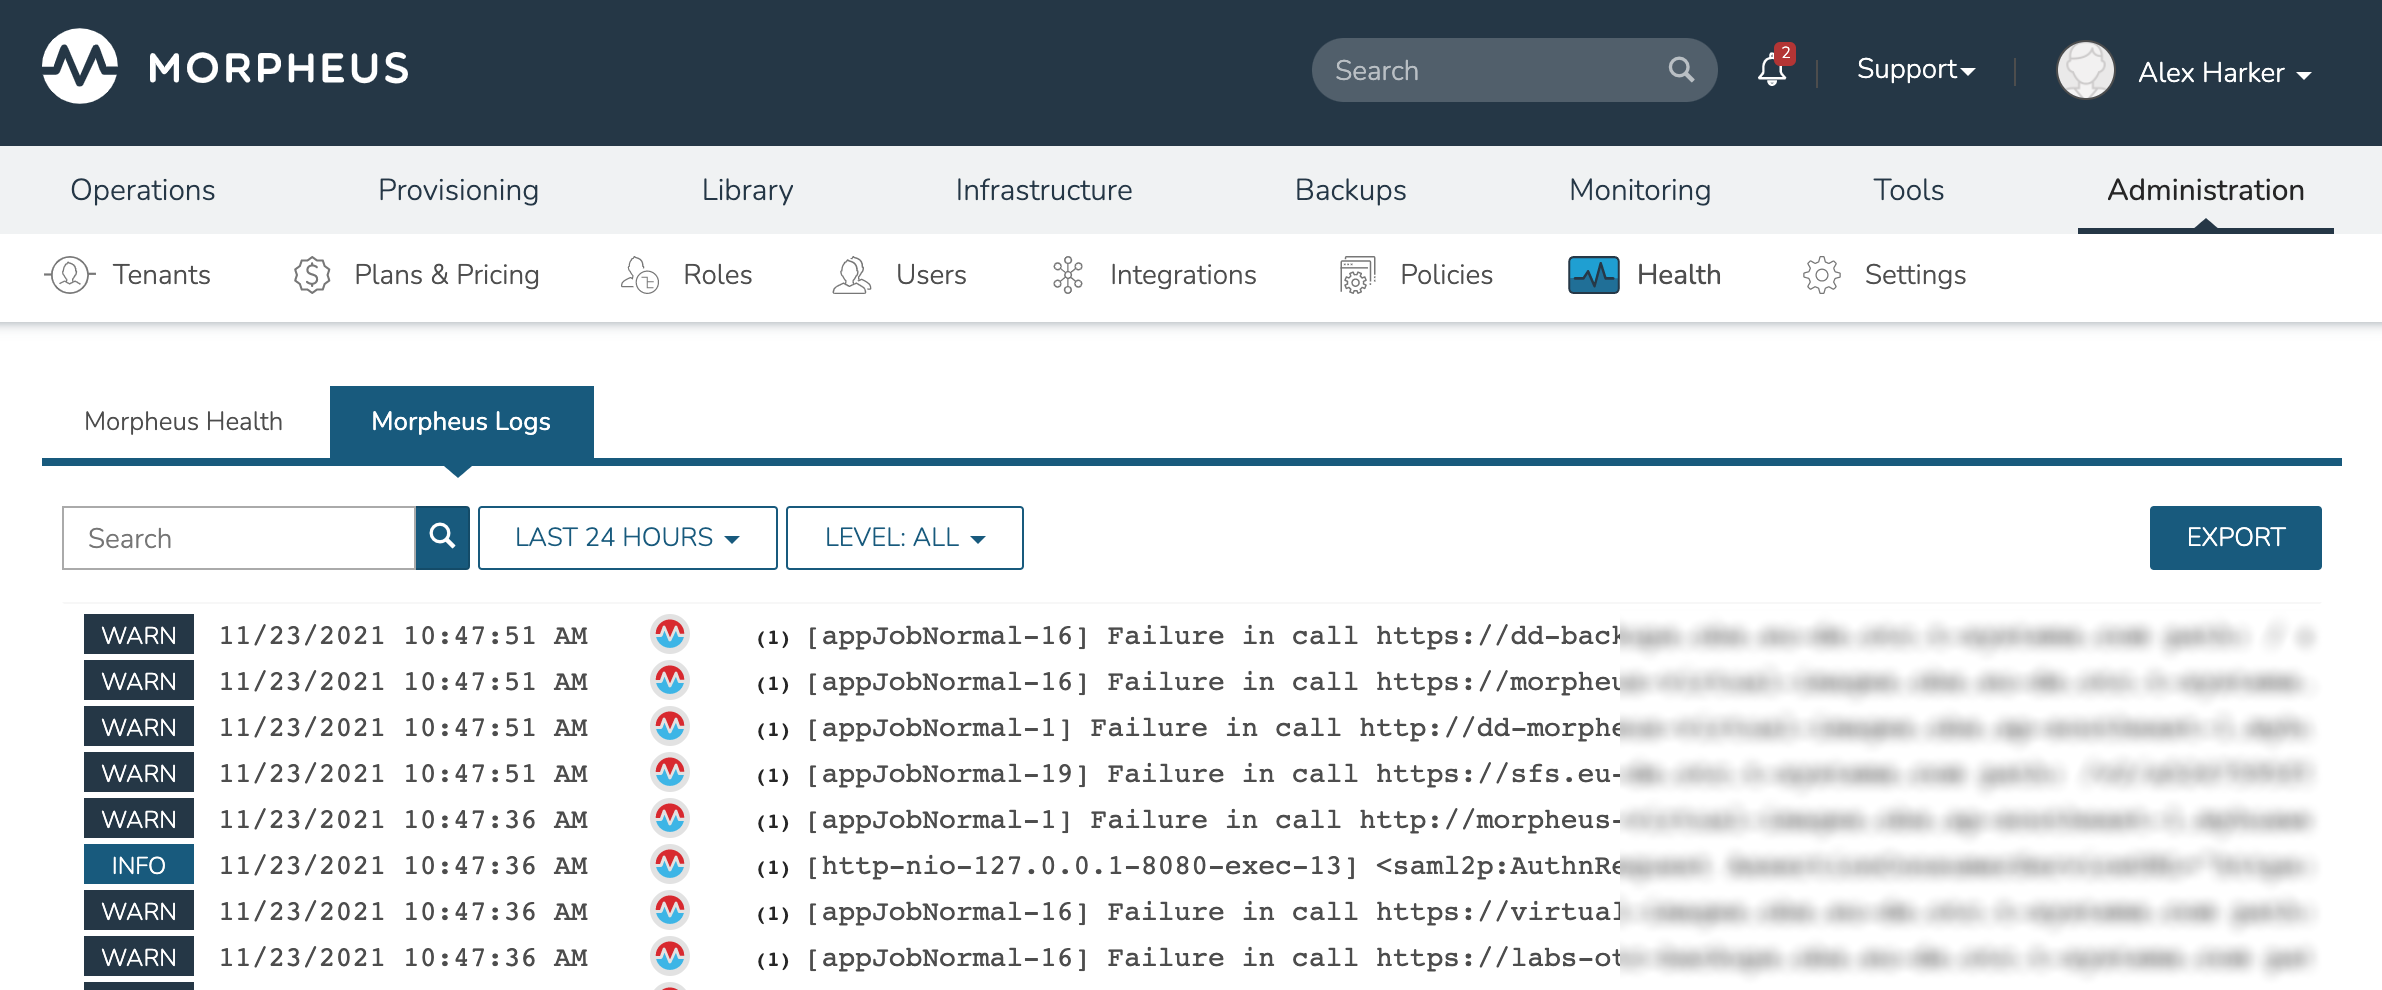 MORPHEUS
Search
2
Support
Alex Harker
Operations Provisioning Library Infrastructure Backups Monitoring Tools Administration
Tenants Plans & Pricing Roles Users Integrations Policies Health Settings
Morpheus Health Morpheus Logs
Search LAST 24 HOURS LEVEL: ALL EXPORT
WARN 11/23/2021 10:47:51 AM (1) [appJobNormal-16] Failure in call https://dd-back
WARN 11/23/2021 10:47:51 AM (1) [appJobNormal-16] Failure in call https://morpheu
WARN 11/23/2021 10:47:51 AM (1) [appJobNormal-1] Failure in call http://dd-morphe
WARN 11/23/2021 10:47:51 AM (1) [appJobNormal-19] Failure in call https://sfs.eu-
WARN 11/23/2021 10:47:36 AM (1) [appJobNormal-1] Failure in call http://morpheus-
INFO 11/23/2021 10:47:36 AM (1) [http-nio-127.0.0.1-8080-exec-13] <saml2p:AuthnRe
WARN 11/23/2021 10:47:36 AM (1) [appJobNormal-16] Failure in call https://virtual
WARN 11/23/2021 10:47:36 AM (1) [appJobNormal-16] Failure in call https://labs-ot